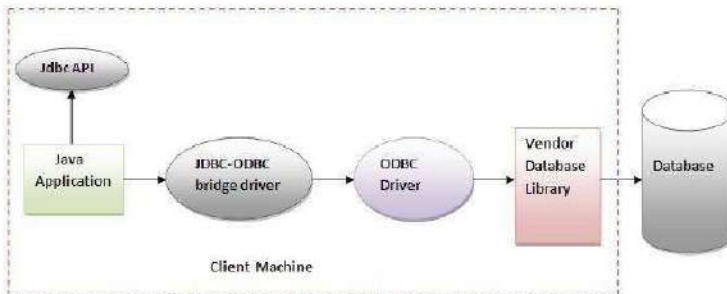 Jdbc API
Java
Application
JDBC-ODBC
bridge driver
ODBC
Driver
Vendor
Database
Library
Database
Client Machine